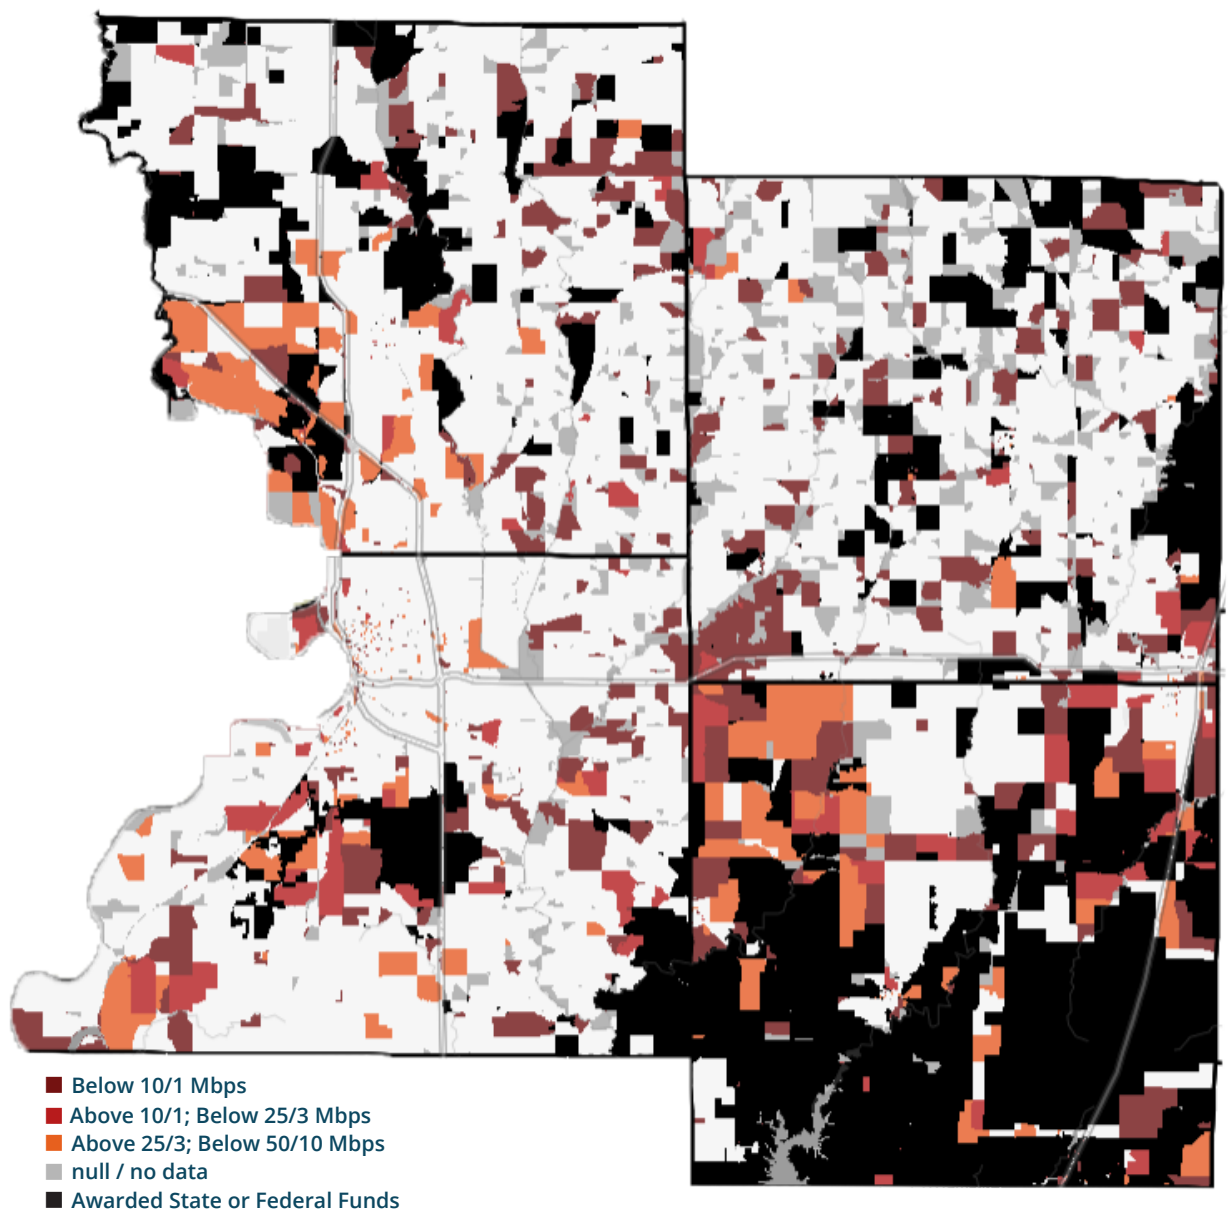 Below 10/1 Mbps
Above 10/1; Below 25/3 Mbps
Above 25/3; Below 50/10 Mbps
null / no data
Awarded State or Federal Funds